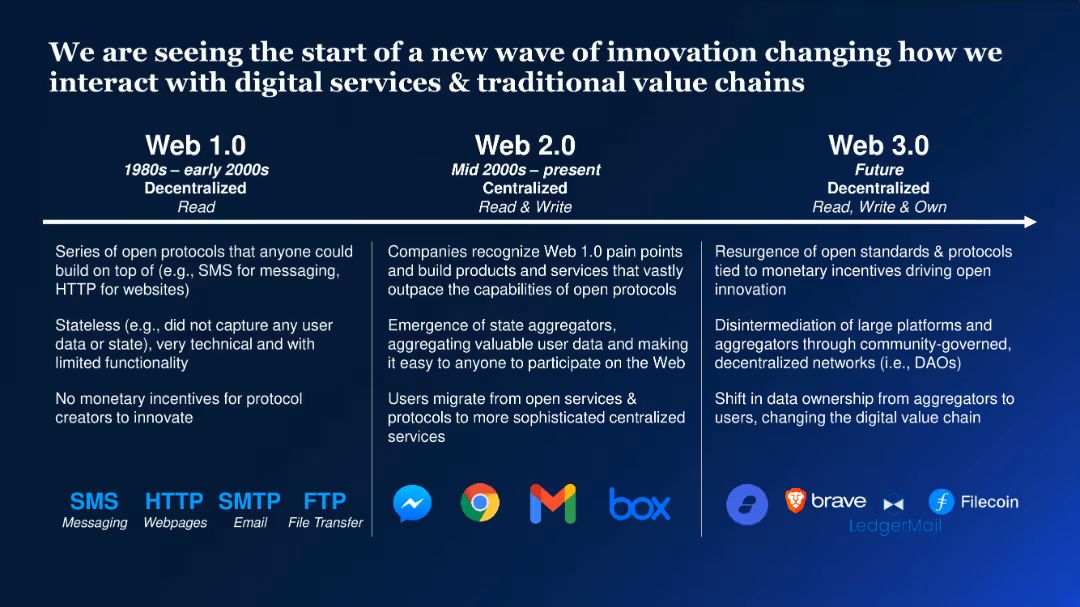 We are seeing the start of a new wave of innovation changing how we
interact with digital services & traditional value chains
Web 1.0
1980s – early 2000s
Decentralized
Read
Web 2.0
Mid 2000s – present
Centralized
Read & Write
Web 3.0
Future
Decentralized
Read, Write & Own
Series of open protocols that anyone could
build on top of (e.g., SMS for messaging,
HTTP for websites)
Stateless (e.g., did not capture any user
data or state), very technical and with
limited functionality
No monetary incentives for protocol
creators to innovate
Companies recognize Web 1.0 pain points
and build products and services that vastly
outpace the capabilities of open protocols
Emergence of state aggregators,
aggregating valuable user data and making
it easy to anyone to participate on the Web
Users migrate from open services &
protocols to more sophisticated centralized
services
Resurgence of open standards & protocols
tied to monetary incentives driving open
innovation
Disintermediation of large platforms and
aggregators through community-governed,
decentralized networks (i.e., DAOs)
Shift in data ownership from aggregators to
users, changing the digital value chain
SMS
Messaging
HTTP
Webpages
SMTP
Email
FTP
File Transfer
box
brave
LedgerMail
Filecoin